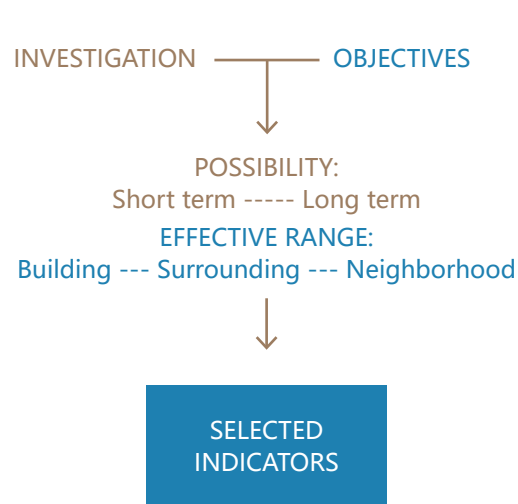 INVESTIGATION OBJECTIVES
POSSIBILITY:
Short term ----- Long term
EFFECTIVE RANGE:
Building --- Surrounding --- Neighborhood
SELECTED
INDICATORS